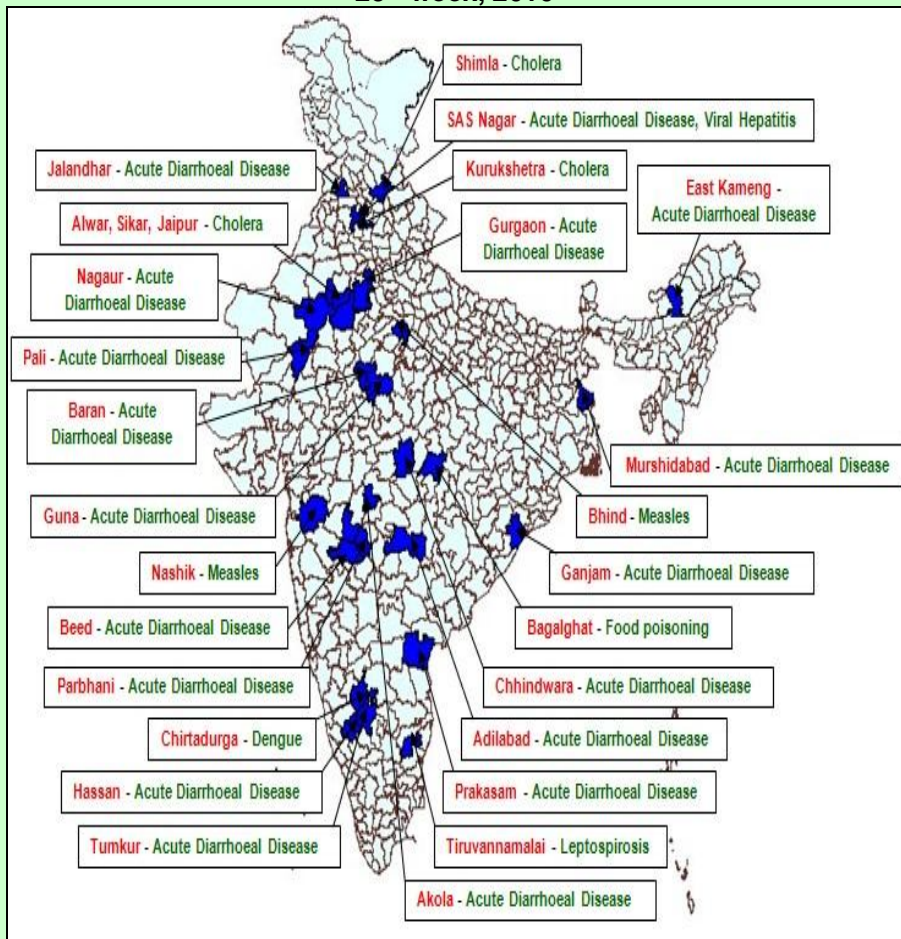 Shimla - Cholera
SAS Nagar - Acute Diarrhoeal Disease, Viral Hepatitis
Jalandhar - Acute Diarrhoeal Disease
Kurukshetra - Cholera
East Kameng -
Acute Diarrhoeal Disease
Alwar, Sikar, Jaipur - Cholera
Gurgaon - Acute
Diarrhoeal Disease
Nagaur - Acute
Diarrhoeal Disease
Pali - Acute Diarrhoeal Disease
Baran - Acute
Diarrhoeal Disease
Murshidabad - Acute Diarrhoeal Disease
Guna - Acute Diarrhoeal Disease
Bhind - Measles
Nashik - Measles
Ganjam - Acute Diarrhoeal Disease
Beed - Acute Diarrhoeal Disease
Bagalghat - Food poisoning
Parbhani - Acute Diarrhoeal Disease
Chhindwara - Acute Diarrhoeal Disease
Chirtadurga - Dengue
Adilabad - Acute Diarrhoeal Disease
Hassan - Acute Diarrhoeal Disease
Prakasam - Acute Diarrhoeal Disease
Tumkur - Acute Diarrhoeal Disease
Tiruvannamalai - Leptospirosis
Akola - Acute Diarrhoeal Disease